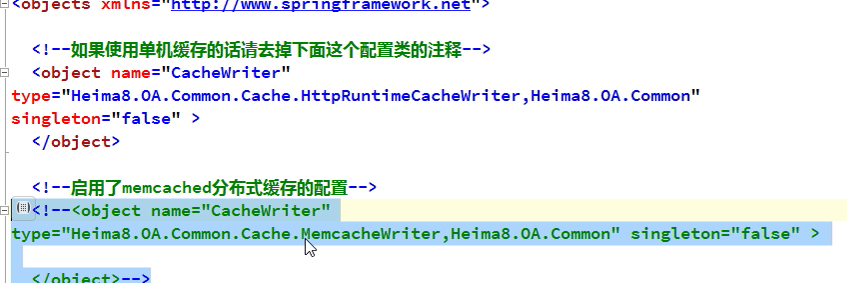 <objects xmlns="http://www.springframework.net">
<!--如果使用单机缓存的话请去掉下面这个配置类的注释-->
<object name="CacheWriter"
type="Heima8.OA.Common.Cache.HttpRuntimeCacheWriter,Heima8.OA.Common"
singleton="false" >
</object>
<!--启用了memcached分布式缓存的配置-->
<!--<object name="CacheWriter"
type="Heima8.OA.Common.Cache.MemcacheWriter,Heima8.OA.Common" singleton="false" >
</object>-->